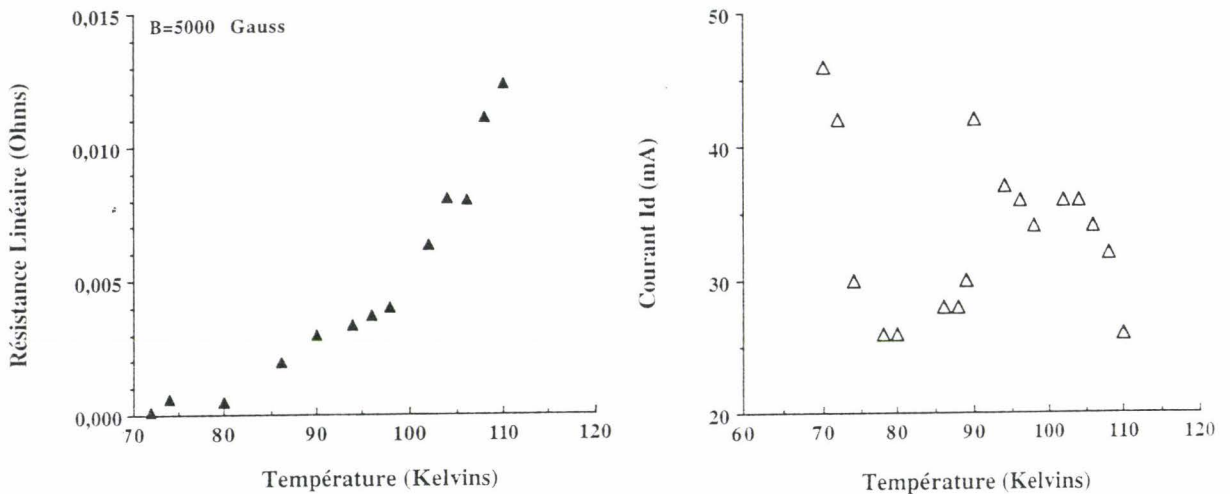 B=5000 Gauss
Résistance Linéaire (Ohms)
0,015
0,010
0,005
0,000
70 80 90 100 110 120
Température (Kelvins)
Courant Id (mA)
50
40
30
20
60 70 80 90 100 110 120
Température (Kelvins)